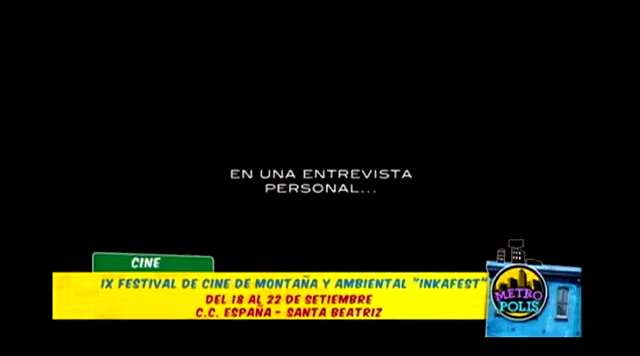 EN UNA ENTREVISTA
PERSONAL...
CINE
IX FESTIVAL DE CINE DE MONTAÑA Y AMBIENTAL "INKAFEST"
DEL 18 AL 22 DE SETIEMBRE
C.C. ESPAÑA - SANTA BEATRIZ
METRO
POLIS